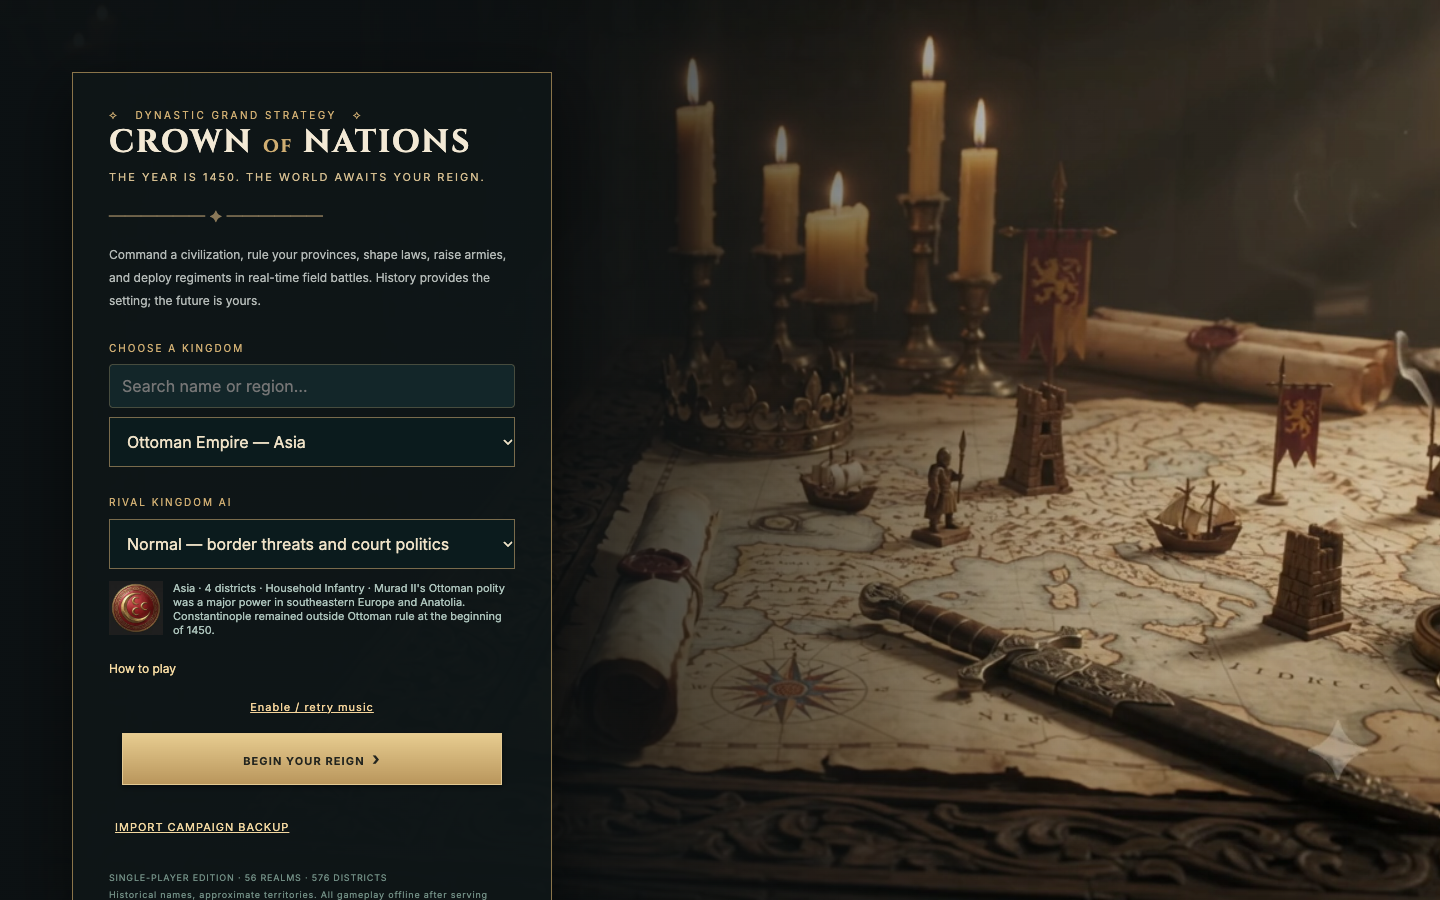 DYNASTIC GRAND STRATEGY
CROWN OF NATIONS
THE YEAR IS 1450. THE WORLD AWAITS YOUR REIGN.
Command a civilization, rule your provinces, shape laws, raise armies,
and deploy regiments in real-time field battles. History provides the
setting; the future is yours.
CHOOSE A KINGDOM
Search name or region...
Ottoman Empire — Asia
RIVAL KINGDOM AI
Normal — border threats and court politics
Asia · 4 districts · Household Infantry · Murad II's Ottoman polity
was a major power in southeastern Europe and Anatolia.
Constantinople remained outside Ottoman rule at the beginning
of 1450.
How to play
Enable / retry music
BEGIN YOUR REIGN ›
IMPORT CAMPAIGN BACKUP
SINGLE-PLAYER EDITION · 56 REALMS · 576 DISTRICTS
Historical names, approximate territories. All gameplay offline after serving